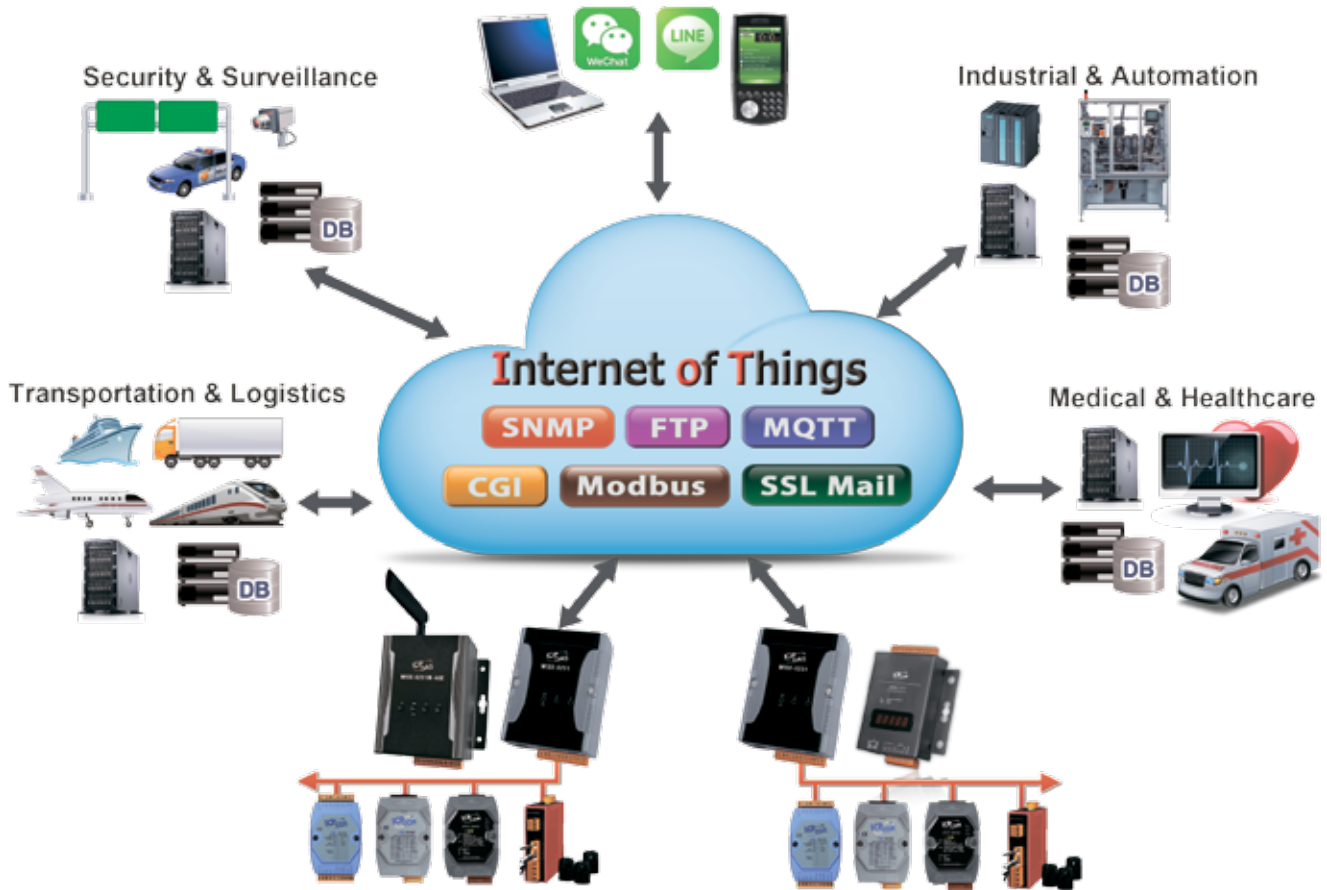 WeChat
LINE
Security & Surveillance
Industrial & Automation
DB
DB
Internet of Things
Transportation & Logistics
Medical & Healthcare
SNMP
FTP
MQTT
CGI
Modbus
SSL Mail
DB
DB